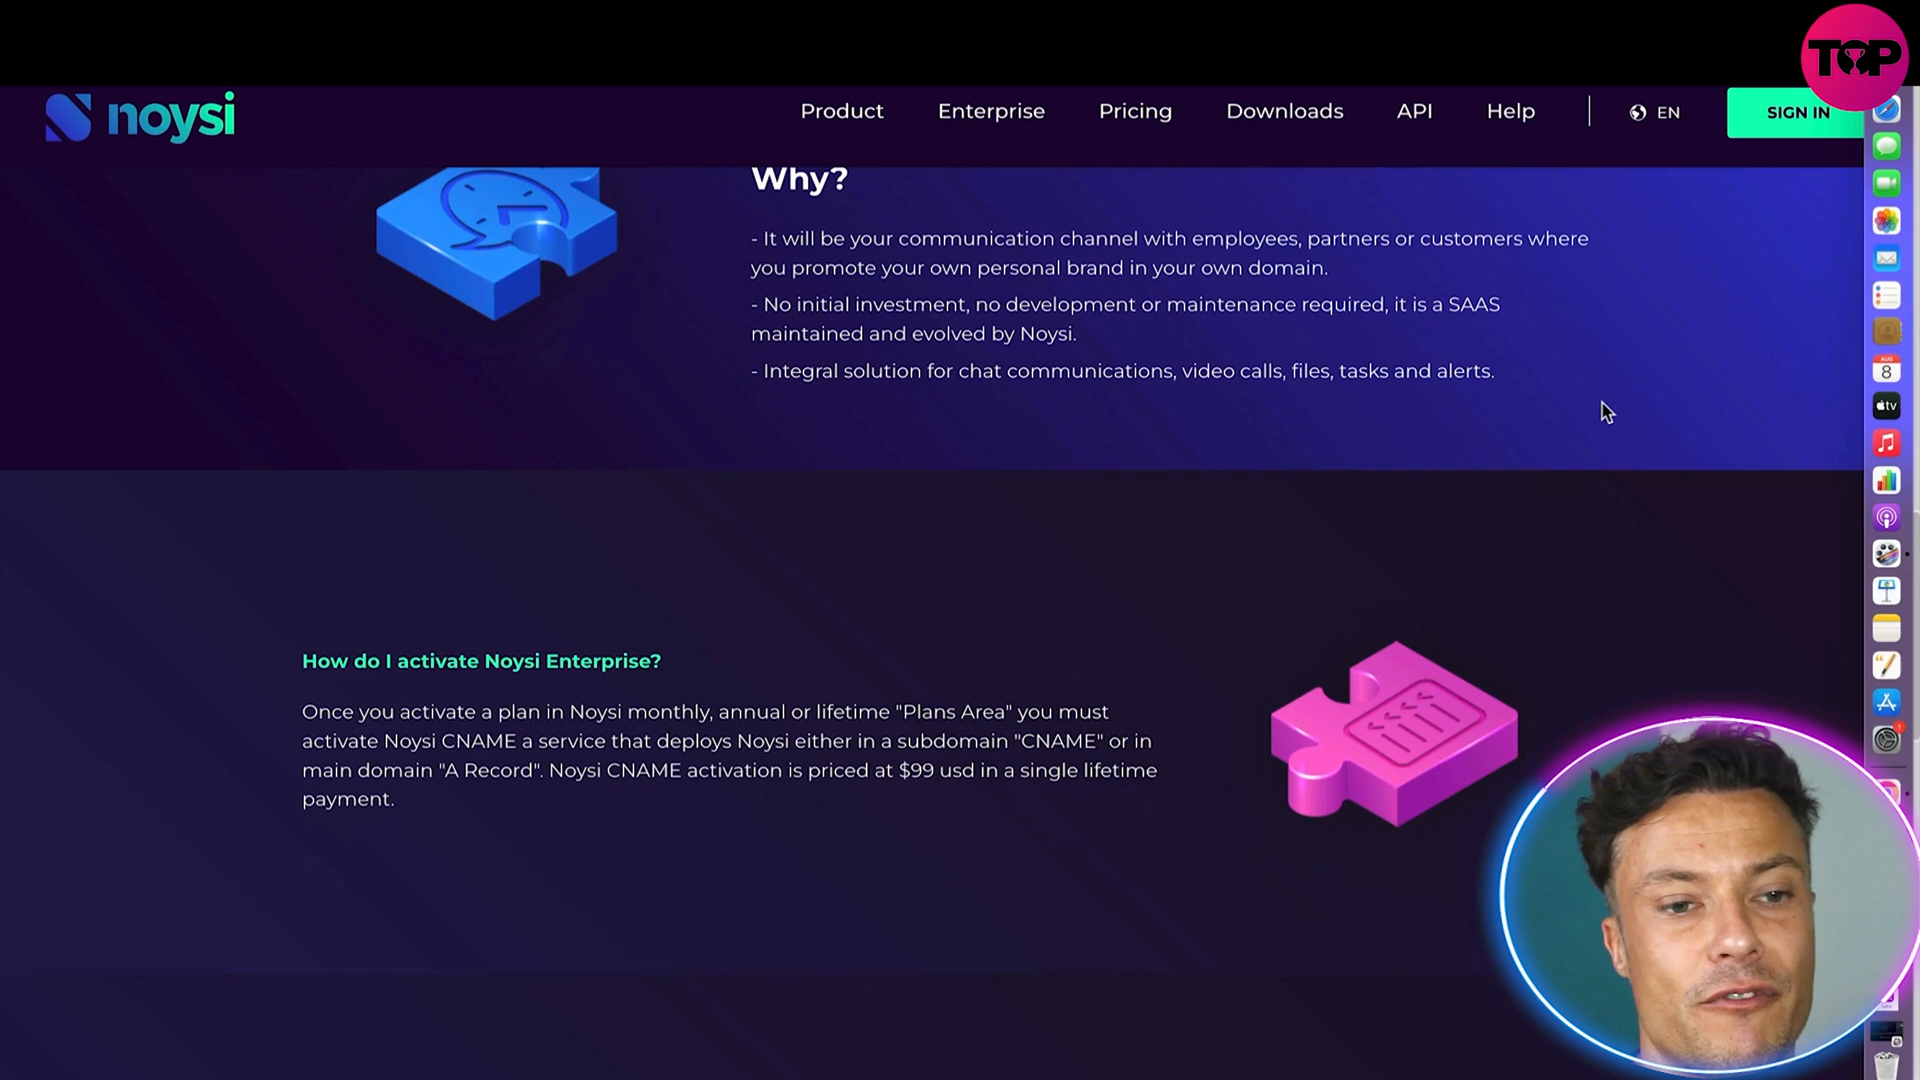 TOP
noysi
Product Enterprise Pricing Downloads API Help EN SIGN IN
Why?
- It will be your communication channel with employees, partners or customers where
you promote your own personal brand in your own domain.
- No initial investment, no development or maintenance required, it is a SAAS
maintained and evolved by Noysi.
- Integral solution for chat communications, video calls, files, tasks and alerts.
AUG
8
tv
1
How do I activate Noysi Enterprise?
Once you activate a plan in Noysi monthly, annual or lifetime "Plans Area" you must
activate Noysi CNAME a service that deploys Noysi either in a subdomain "CNAME" or in
main domain "A Record". Noysi CNAME activation is priced at $99 usd in a single lifetime
payment.